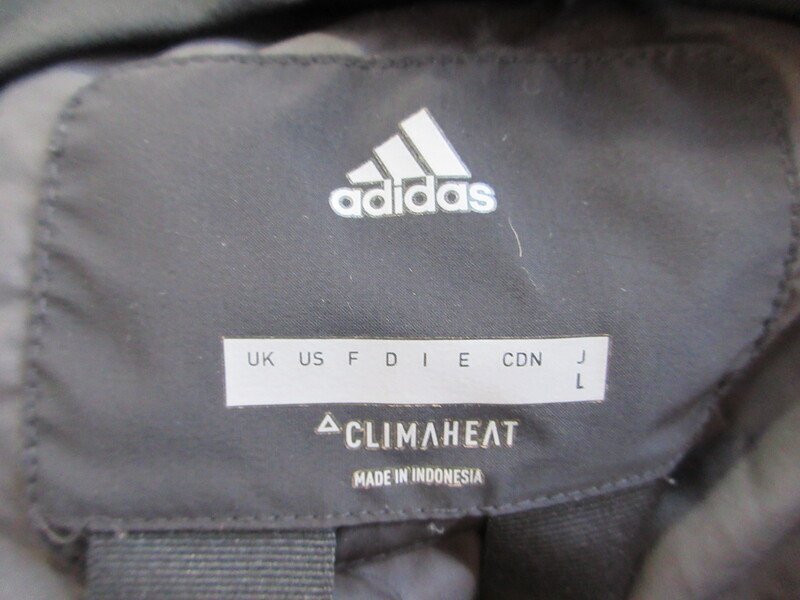 adidas
UK US F D I E CDN J
L
CLIMAHEAT
MADE IN INDONESIA